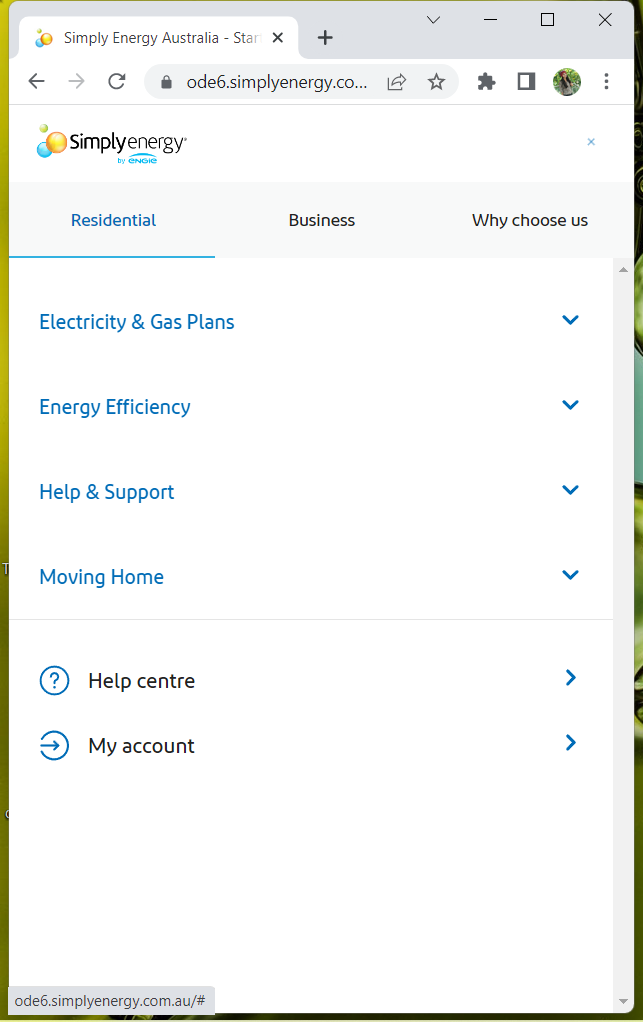 Simply Energy Australia - Star
ode6.simplyenergy.co...
Simplyenergy®
by ENGIE
Residential
Business
Why choose us
Electricity & Gas Plans
Energy Efficiency
Help & Support
Moving Home
Help centre
My account
ode6.simplyenergy.com.au/#